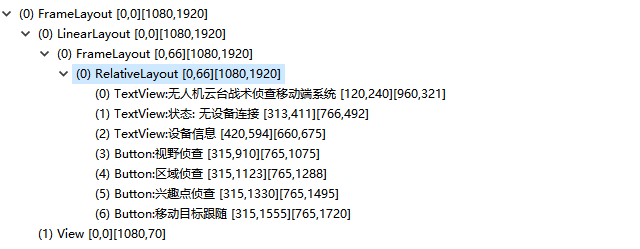 (0) FrameLayout [0,0][1080,1920]
(0) LinearLayout [0,0][1080,1920]
(0) FrameLayout [0,66][1080,1920]
(0) RelativeLayout [0,66][1080,1920]
(0) TextView:无人机云台战术侦查移动端系统 [120,240][960,321]
(1) TextView:状态: 无设备连接 [313,411][766,492]
(2) TextView:设备信息 [420,594][660,675]
(3) Button:视野侦查 [315,910][765,1075]
(4) Button:区域侦查 [315,1123][765,1288]
(5) Button:兴趣点侦查 [315,1330][765,1495]
(6) Button:移动目标跟随 [315,1555][765,1720]
(1) View [0,0][1080,70]